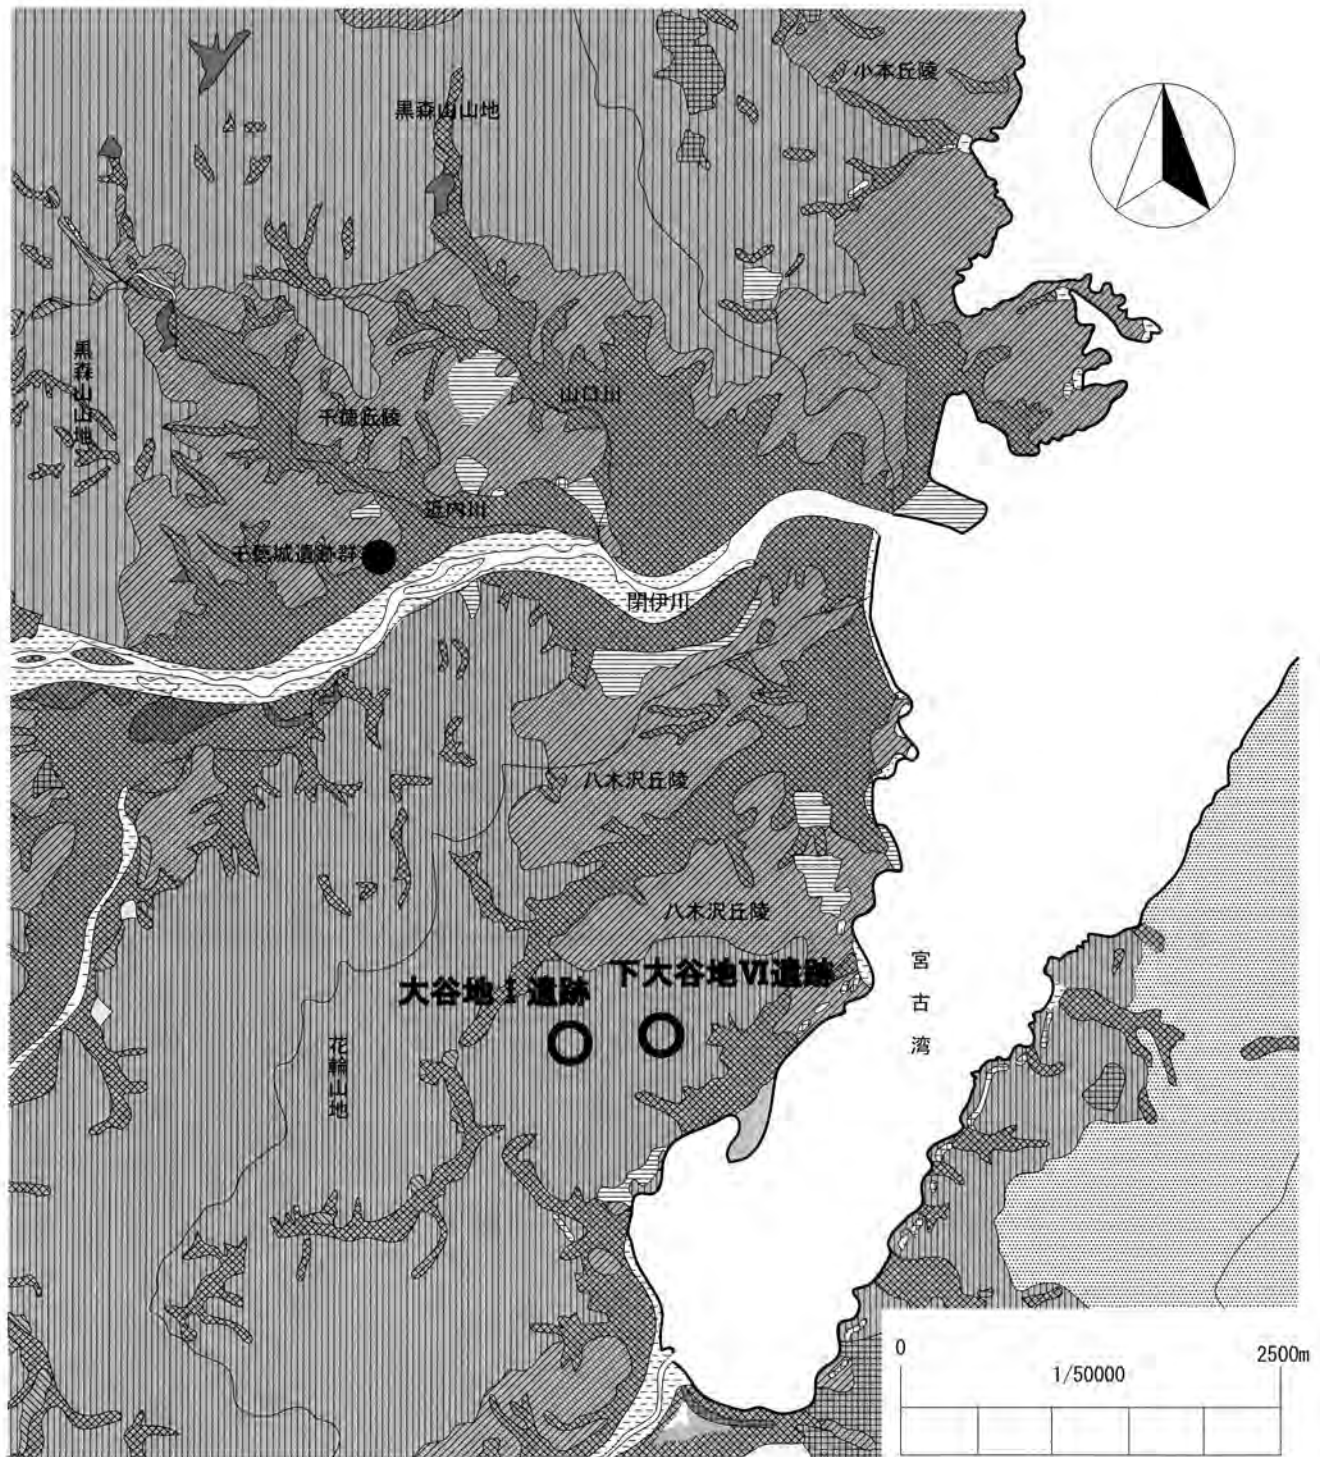 小本丘陵
黒森山山地
黒森山山地
山口川
千徳丘陵
近内川
千徳城遺跡群
閉伊川
八木沢丘陵
八木沢丘陵
宮古湾
大谷地Ⅰ遺跡
下大谷地Ⅵ遺跡
花輪山地
0
2500m
1/50000